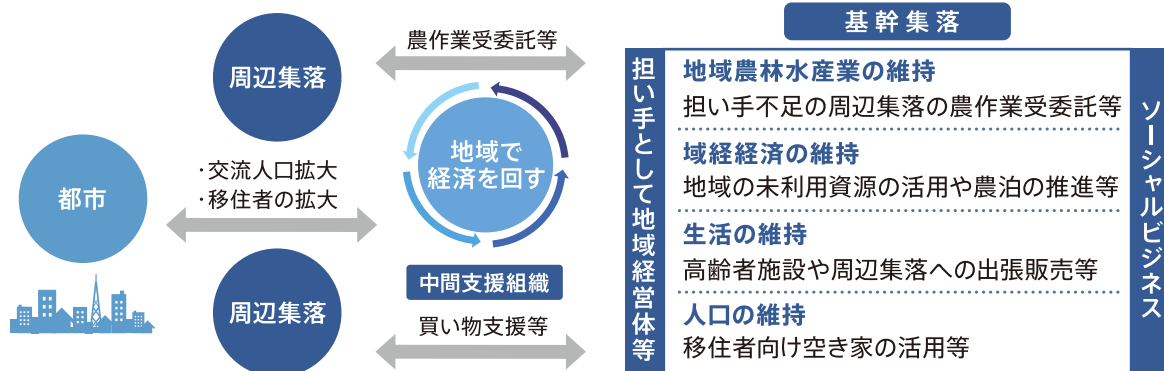 基幹集落
周辺集落
農作業受委託等
地域で
経済を回す
都市
・交流人口拡大
・移住者の拡大
中間支援組織
周辺集落
買い物支援等
担い手として地域経営体等
地域農林水産業の維持
担い手不足の周辺集落の農作業受委託等
域経経済の維持
地域の未利用資源の活用や農泊の推進等
生活の維持
高齢者施設や周辺集落への出張販売等
人口の維持
移住者向け空き家の活用等
ソーシャルビジネス